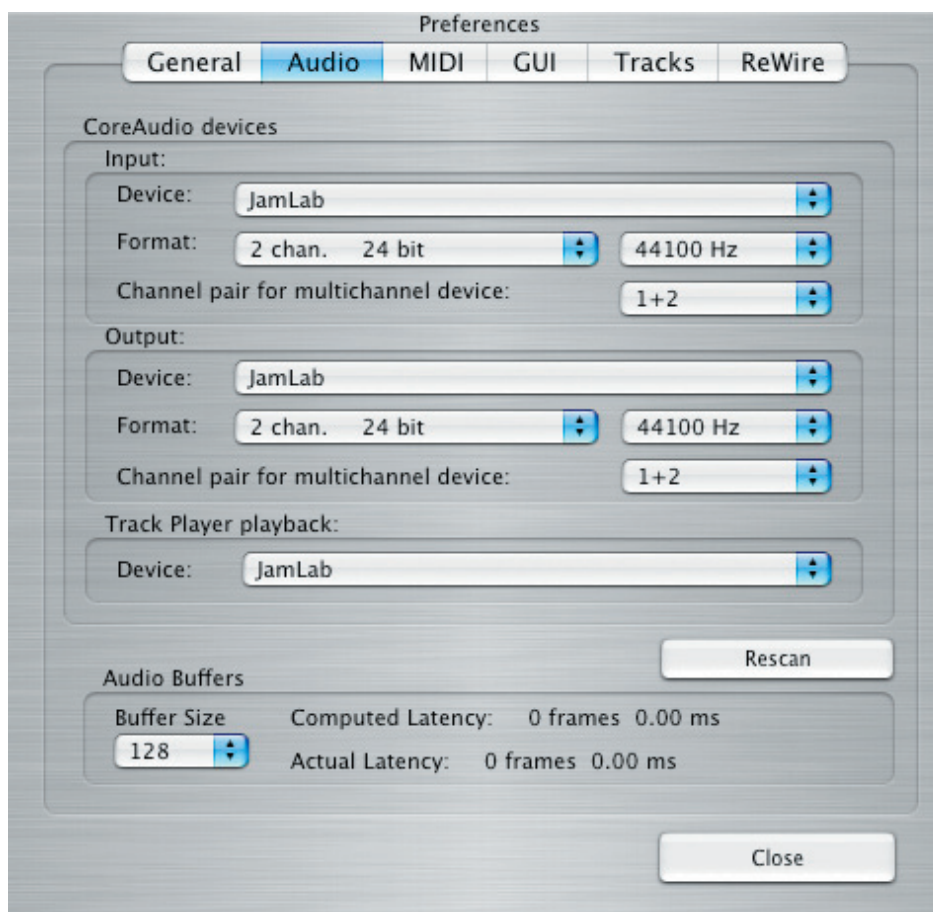 Preferences
General Audio MIDI GUI Tracks ReWire
CoreAudio devices
Input:
Device: JamLab
Format: 2 chan. 24 bit 44100 Hz
Channel pair for multichannel device: 1+2
Output:
Device: JamLab
Format: 2 chan. 24 bit 44100 Hz
Channel pair for multichannel device: 1+2
Track Player playback:
Device: JamLab
Rescan
Audio Buffers
Buffer Size Computed Latency: 0 frames 0.00 ms
128 Actual Latency: 0 frames 0.00 ms
Close